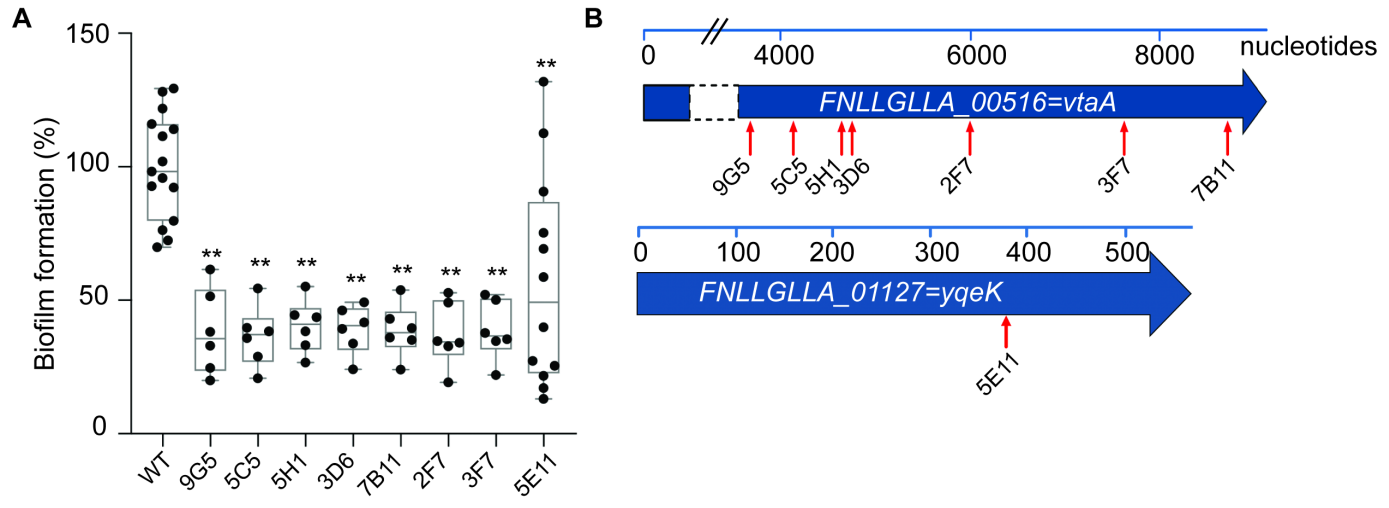 A
Biofilm formation (%)
150
100
50
0
**
**
**
**
**
**
**
**
WT
9G5
5C5
5H1
3D6
7B11
2F7
3F7
5E11
B
0
4000
6000
8000
nucleotides
FNLLGLLA_00516=vtaA
9G5
5C5
5H1
3D6
2F7
3F7
7B11
0
100
200
300
400
500
FNLLGLLA_01127=yqeK
5E11